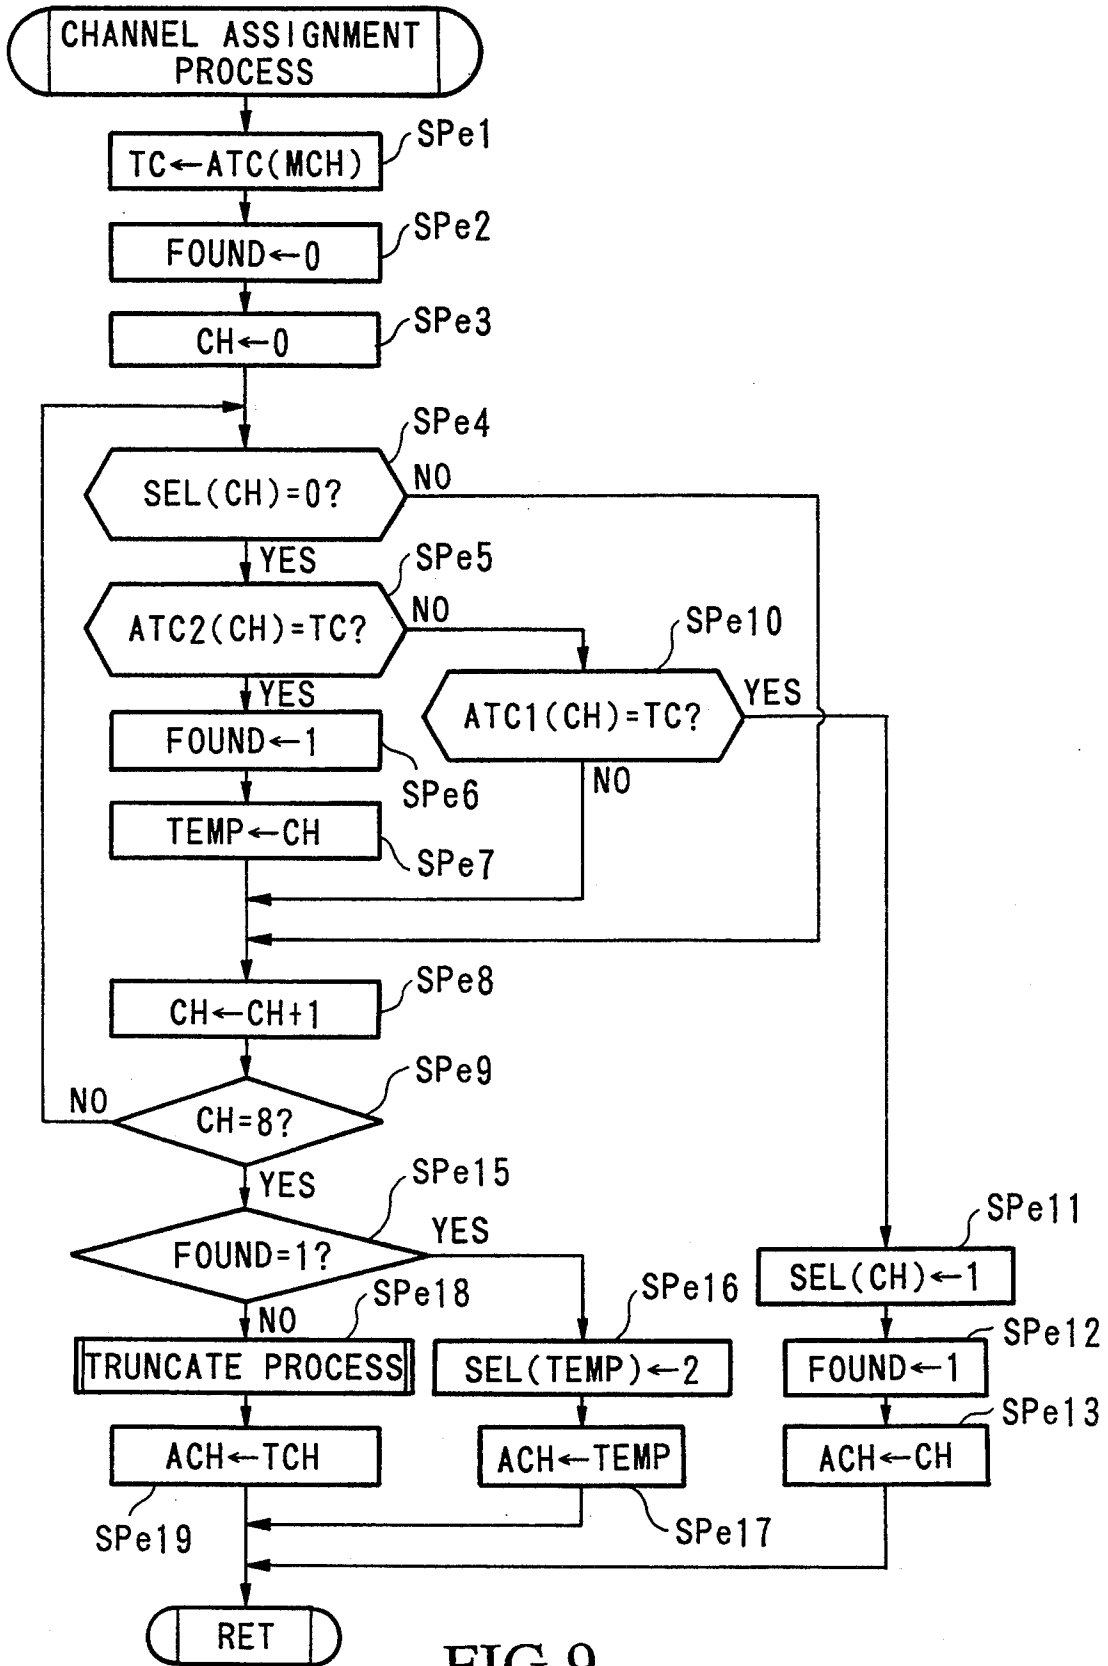 CHANNEL ASSIGNMENT
PROCESS
SPe1
TC←ATC(MCH)
SPe2
FOUND←0
SPe3
CH←0
SPe4
SEL(CH)=0?
NO
YES
SPe5
ATC2(CH)=TC?
NO
SPe10
YES
ATC1(CH)=TC?
YES
FOUND←1
NO
SPe6
TEMP←CH
SPe7
SPe8
CH←CH+1
SPe9
NO
CH=8?
YES
SPe15
FOUND=1?
YES
SPe11
SEL(CH)←1
SPe18
NO
SPe16
SPe12
TRUNCATE PROCESS
SEL(TEMP)←2
FOUND←1
SPe13
ACH←TCH
ACH←TEMP
ACH←CH
SPe19
SPe17
RET
FIG.9